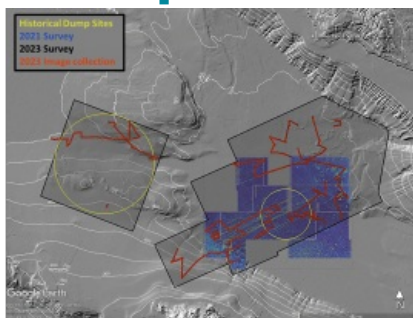 Historical Dump Sites
2021 Survey
2023 Survey
2023 Image collection
Google Earth
N